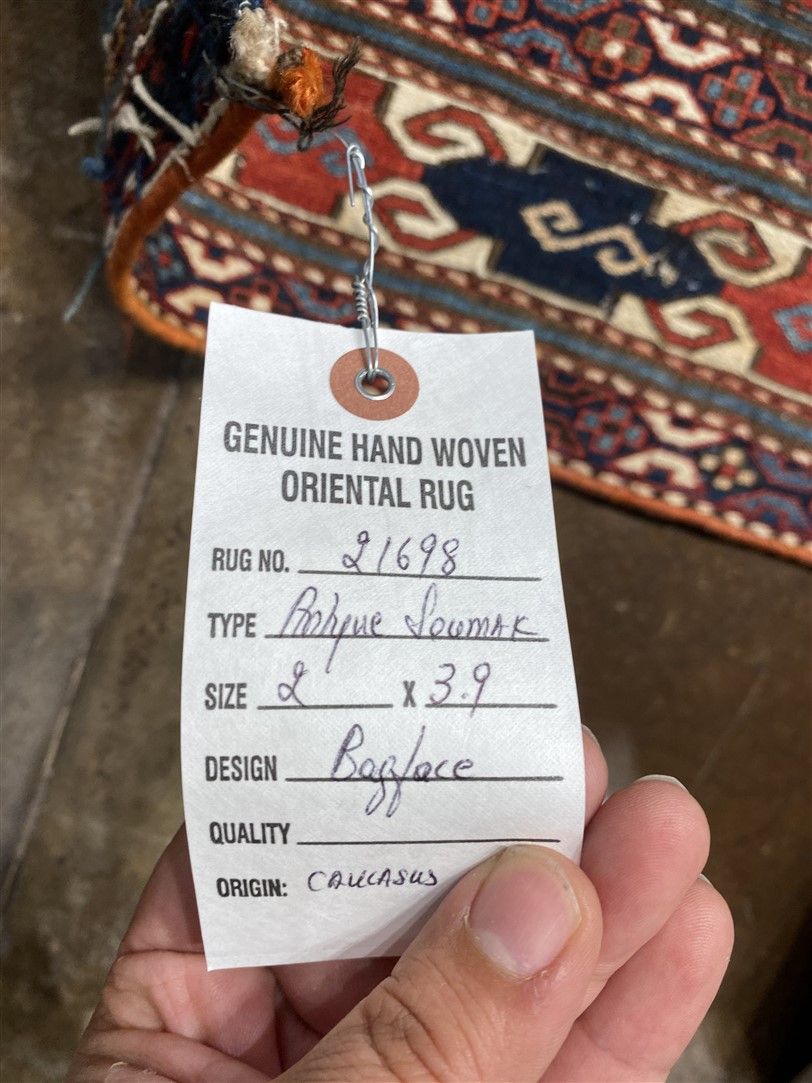 GENUINE HAND WOVEN
ORIENTAL RUG
RUG NO. 21698
TYPE Antique Soumak
SIZE 2 X 3.9
DESIGN Bagface
QUALITY
ORIGIN: CAUCASUS